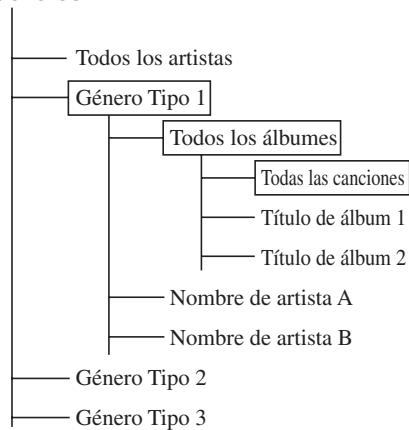 Todos los artistas
Género Tipo 1
Todos los álbumes
Todas las canciones
Título de álbum 1
Título de álbum 2
Nombre de artista A
Nombre de artista B
Género Tipo 2
Género Tipo 3